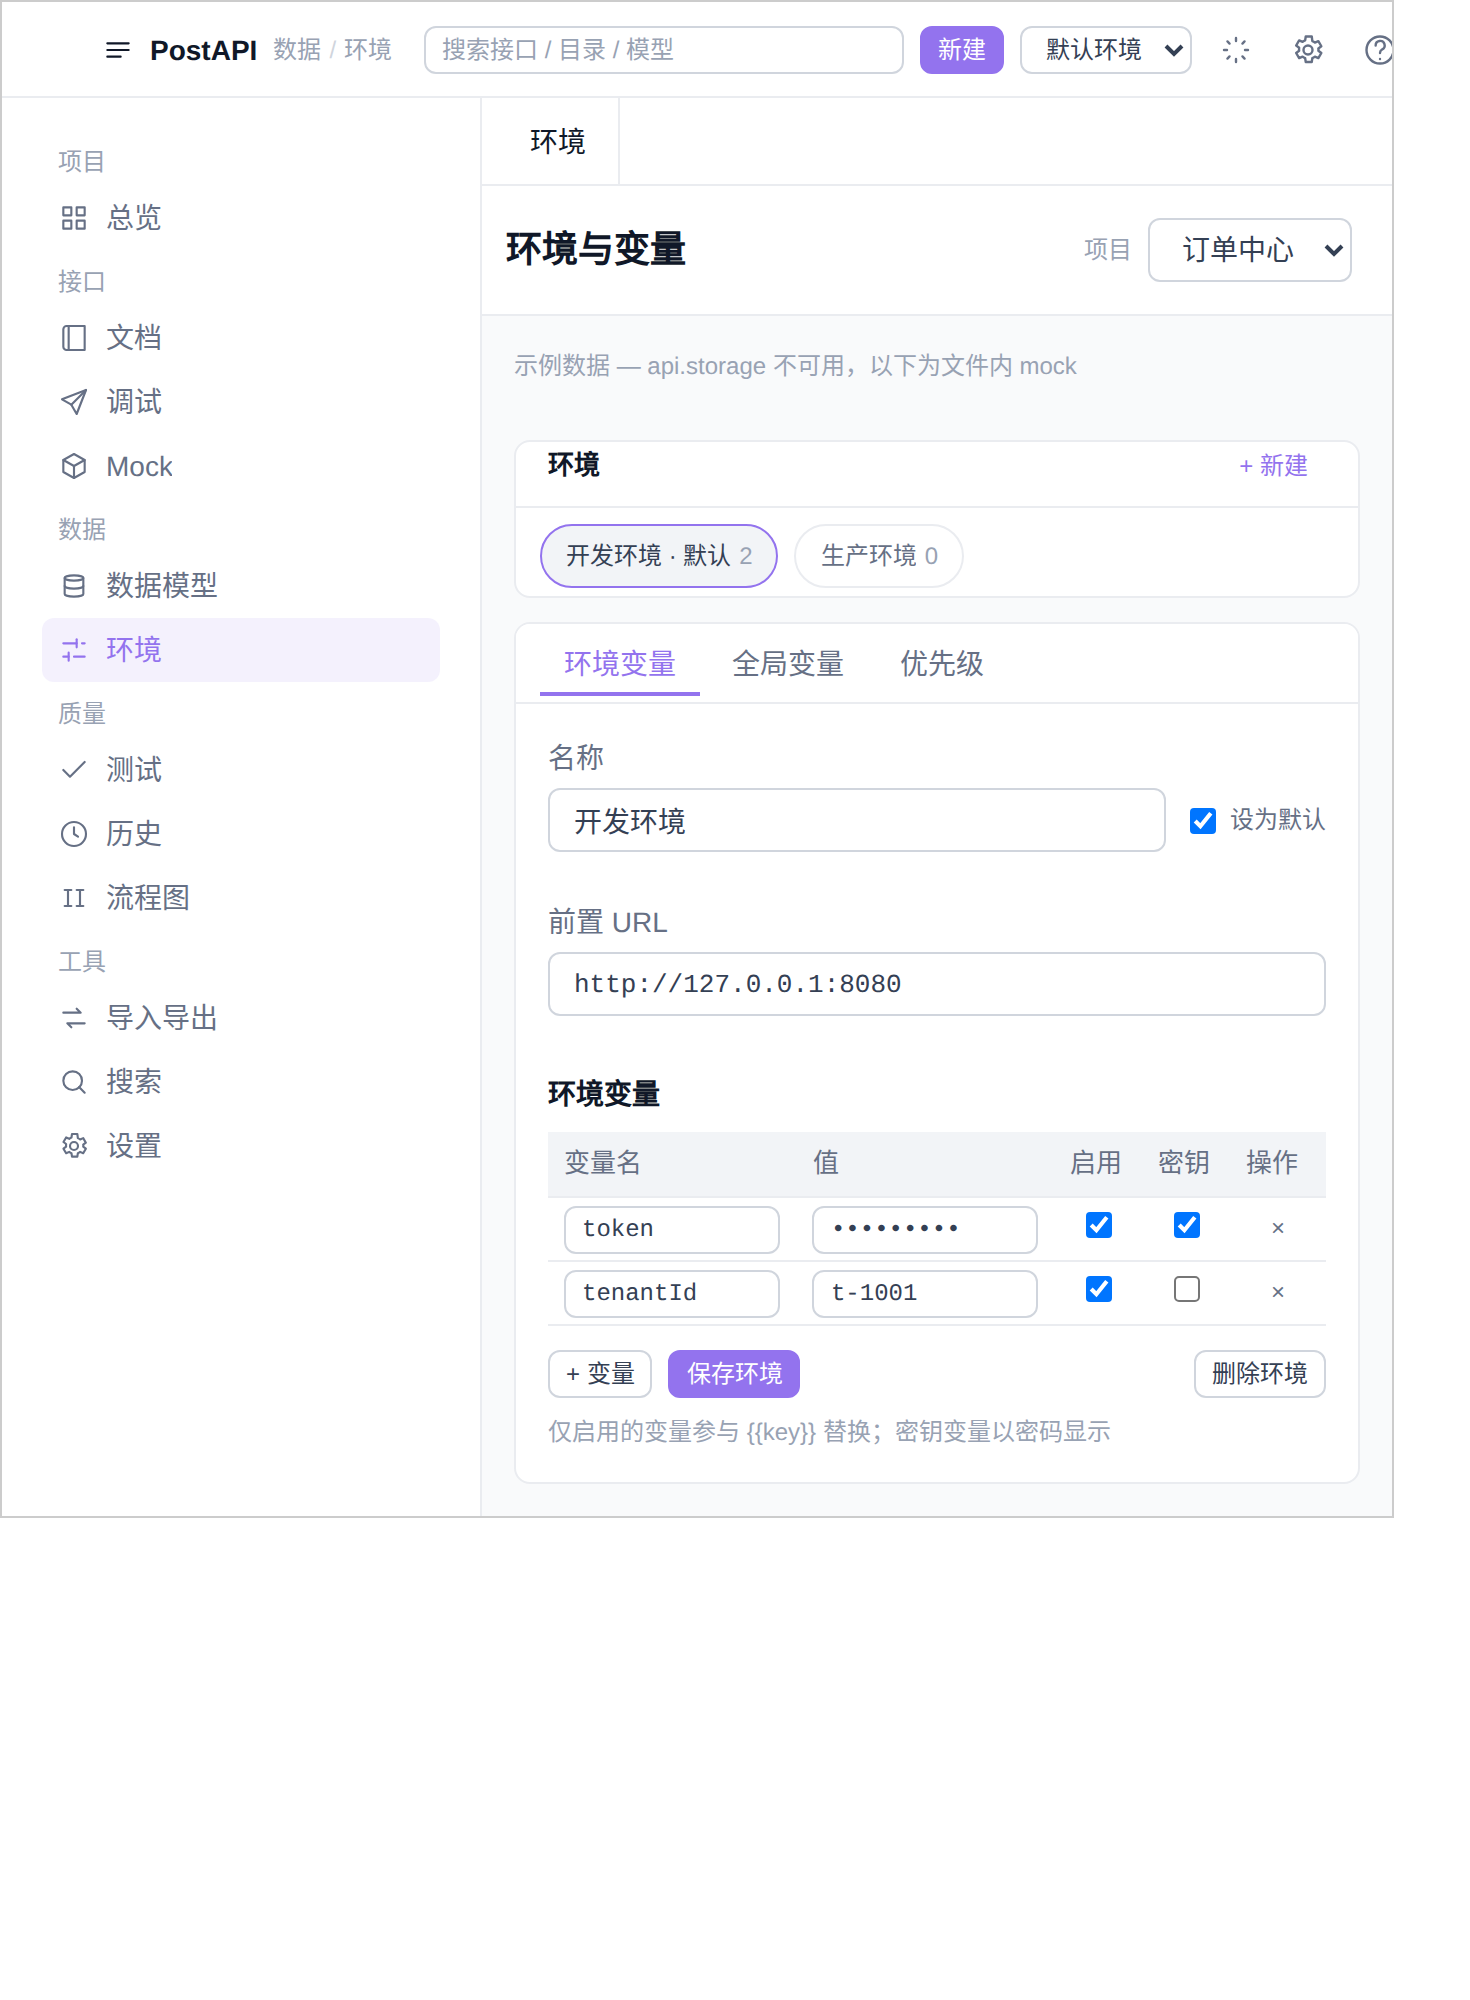 PostAPI 数据 / 环境 搜索接口 / 目录 / 模型 新建 默认环境
项目
总览
接口
文档
调试
Mock
数据
数据模型
环境
质量
测试
历史
流程图
工具
导入导出
搜索
设置
环境
环境与变量 项目 订单中心
示例数据 — api.storage 不可用，以下为文件内 mock
环境 + 新建
开发环境 · 默认 2 生产环境 0
环境变量 全局变量 优先级
名称
开发环境 设为默认
前置 URL
http://127.0.0.1:8080
环境变量
变量名 值 启用 密钥 操作
token ••••••••• ×
tenantId t-1001 ×
+ 变量 保存环境 删除环境
仅启用的变量参与 {{key}} 替换；密钥变量以密码显示